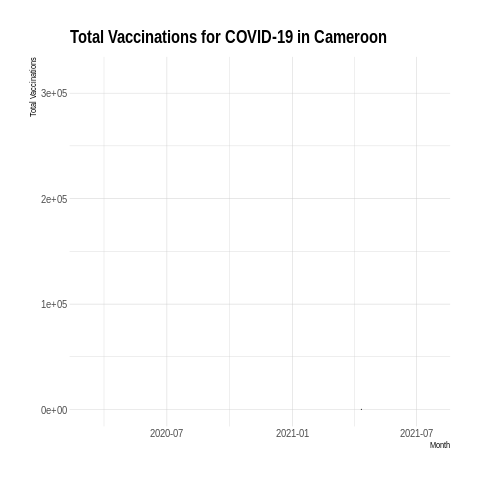 Total Vaccinations for COVID-19 in Cameroon
Total Vaccinations
3e+05
2e+05
1e+05
0e+00
2020-07
2021-01
2021-07
Month